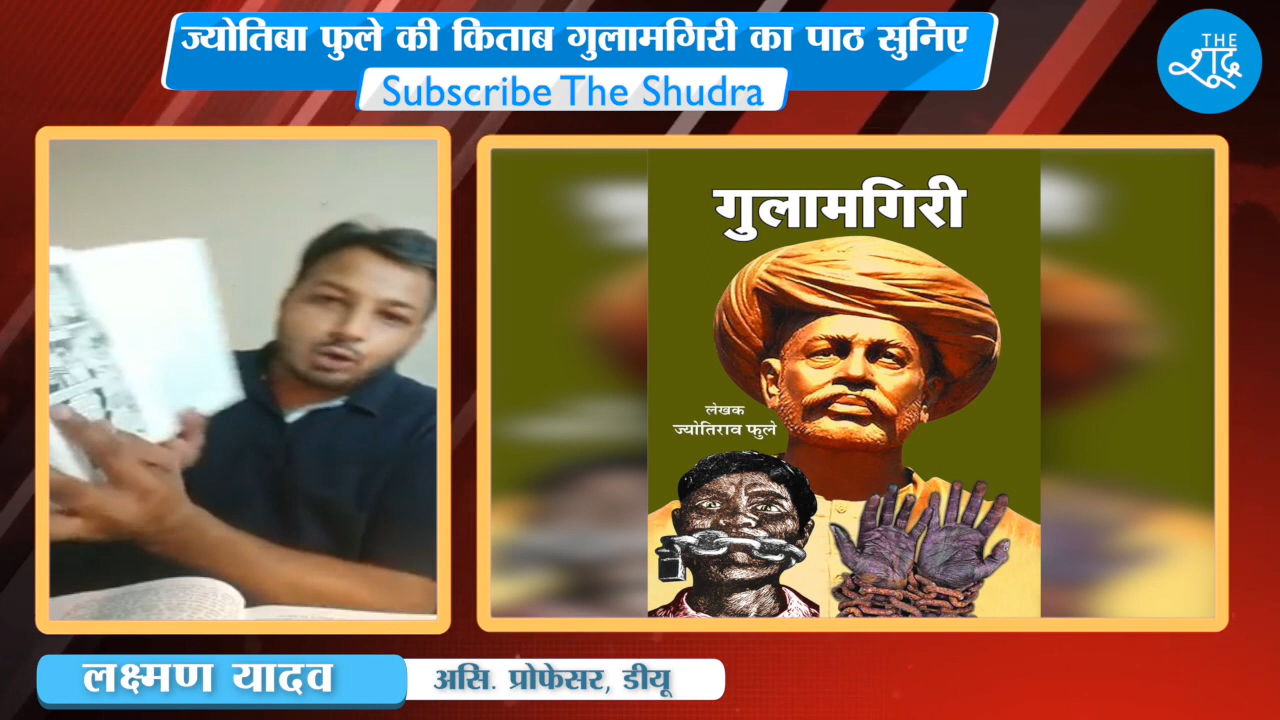 ज्योतिबा फुले की किताब गुलामगिरी का पाठ सुनिए
Subscribe The Shudra
THE
शूद्र
गुलामगिरी
लेखक
ज्योतिराव फुले
लक्ष्मण यादव
असि. प्रोफेसर, डीयू